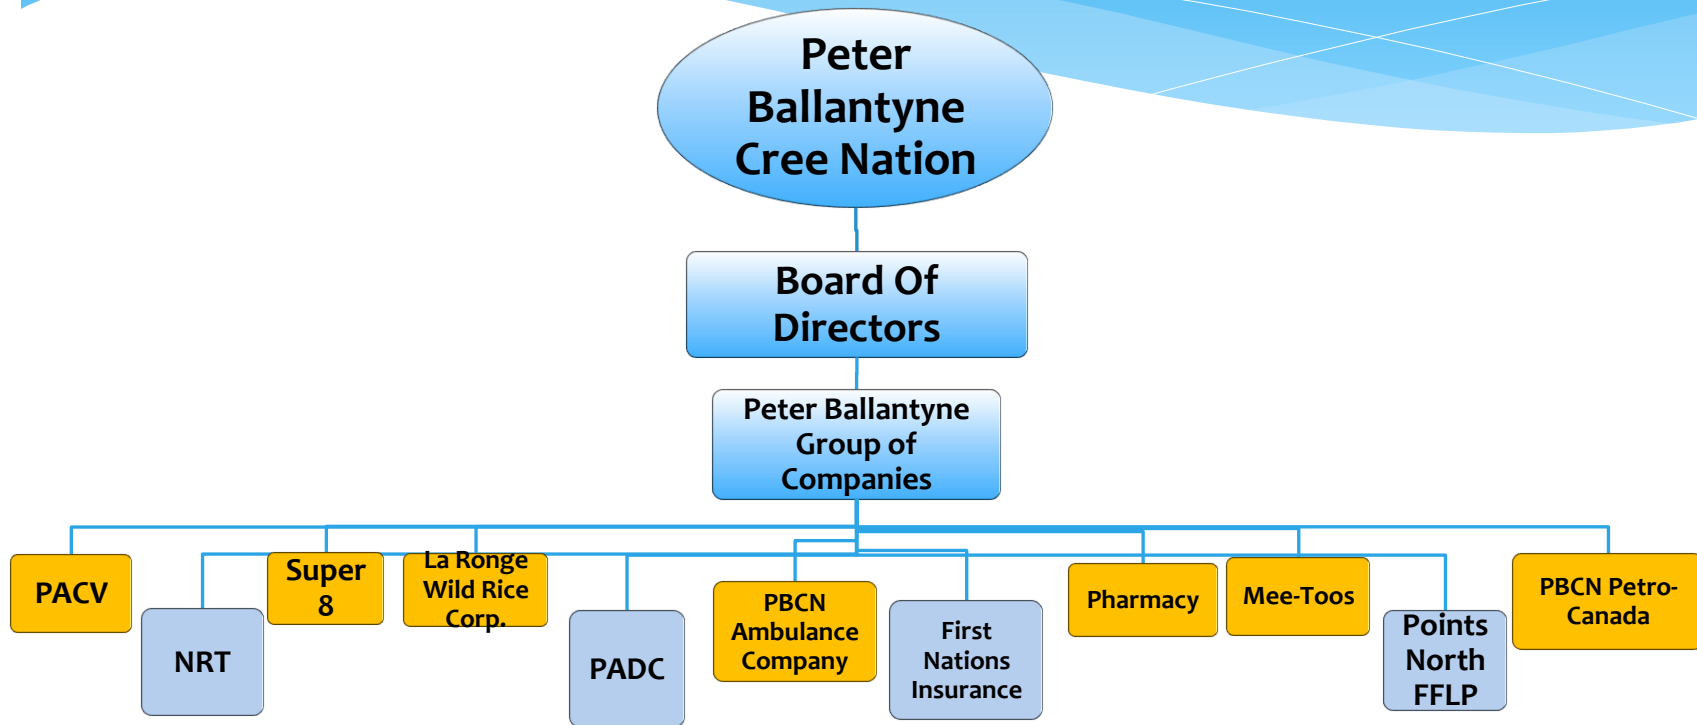 Peter
Ballantyne
Cree Nation
Board Of
Directors
Peter Ballantyne
Group of
Companies
PACV
NRT
Super
8
La Ronge
Wild Rice
Corp.
PADC
PBCN
Ambulance
Company
First
Nations
Insurance
Pharmacy
Mee-Toos
Points
North
FFLP
PBCN Petro-
Canada